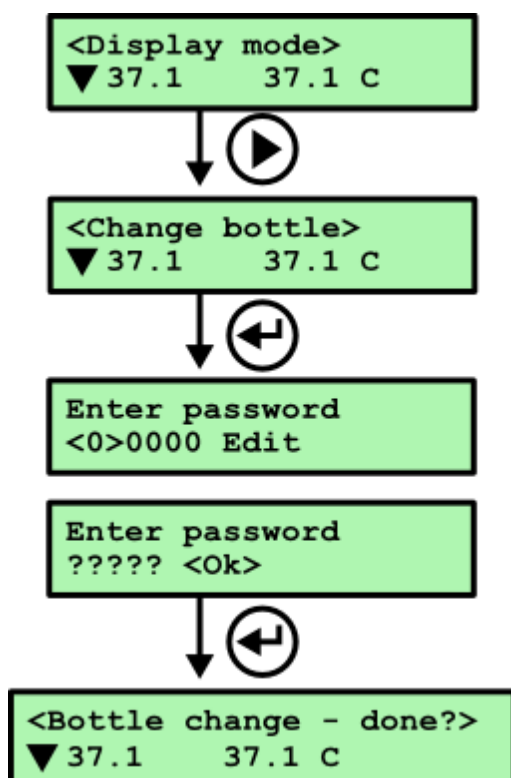 <Display mode>
▼37.1 37.1 C
<Change bottle>
▼37.1 37.1 C
Enter password
<0>0000 Edit
Enter password
????? <Ok>
<Bottle change - done?>
▼37.1 37.1 C